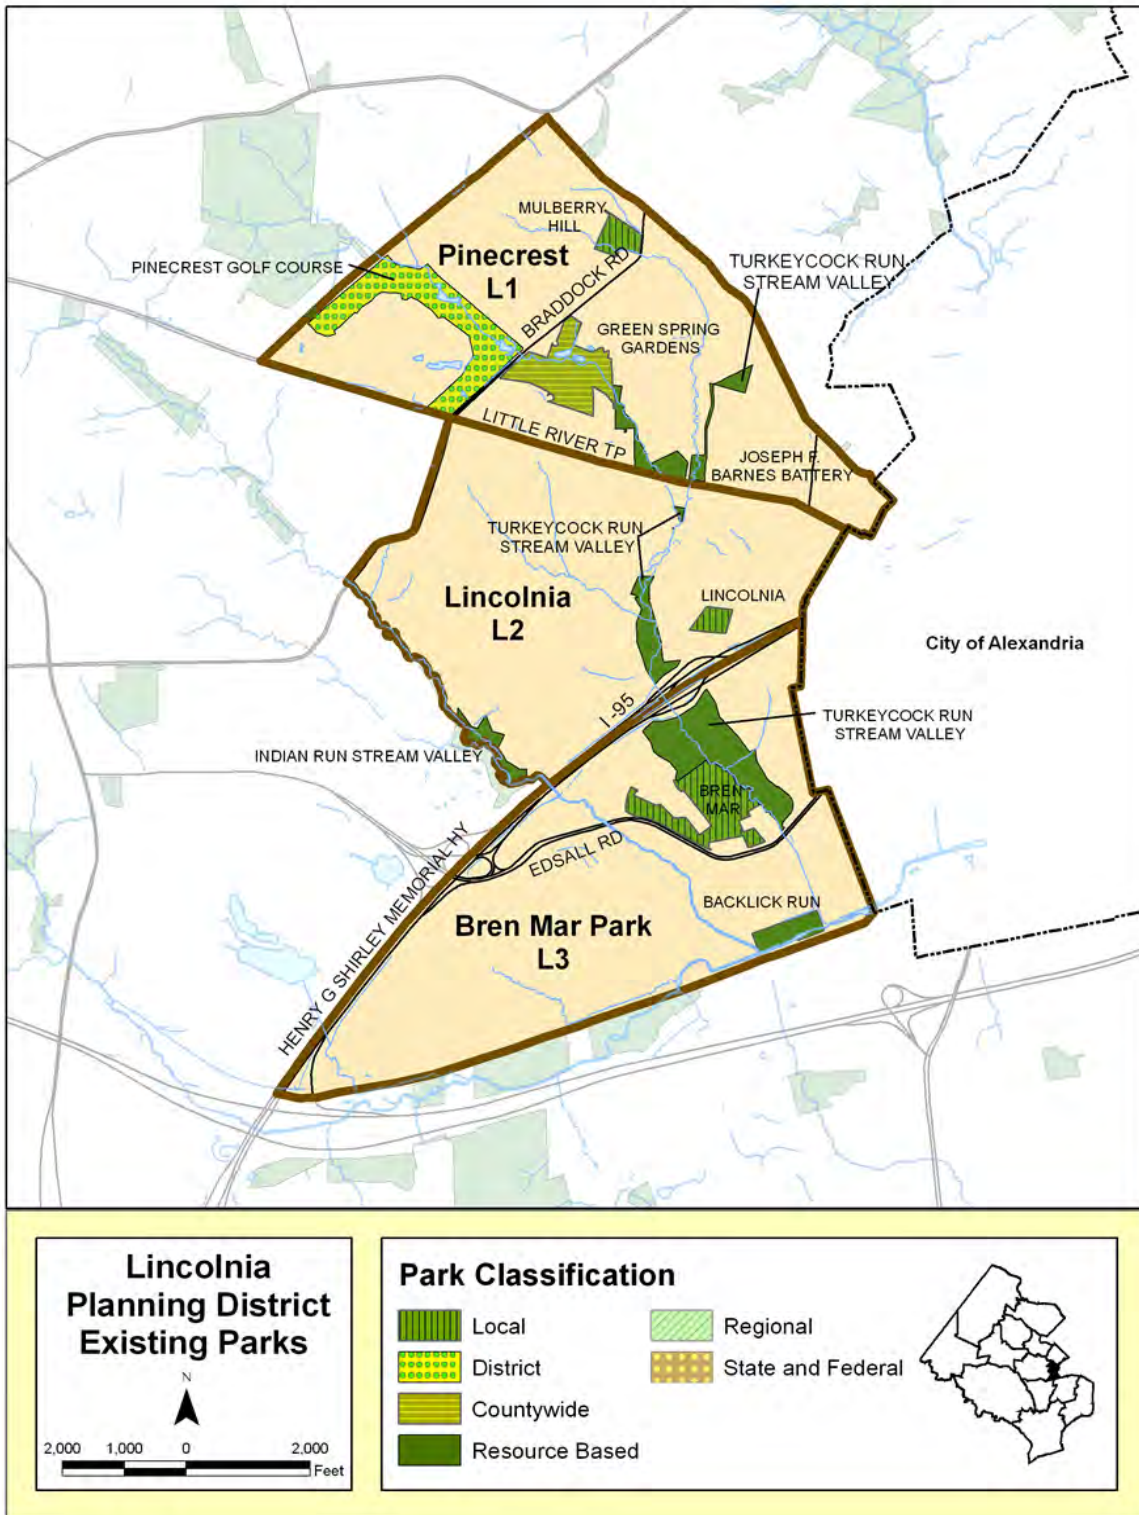 MULBERRY
HILL
Pinecrest
L1
PINECREST GOLF COURSE
BRADDOCK RD
TURKEYCOCK RUN
STREAM VALLEY
GREEN SPRING
GARDENS
LITTLE RIVER TP
JOSEPH F.
BARNES BATTERY
TURKEYCOCK RUN
STREAM VALLEY
Lincolnia
L2
LINCOLNIA
City of Alexandria
I -95
TURKEYCOCK RUN
STREAM VALLEY
INDIAN RUN STREAM VALLEY
BREN
MAR
EDSALL RD
HENRY G SHIRLEY MEMORIAL HY
BACKLICK RUN
Bren Mar Park
L3
Lincolnia
Planning District
Existing Parks
N
2,000 1,000 0 2,000
Feet
Park Classification
Local
District
Countywide
Resource Based
Regional
State and Federal